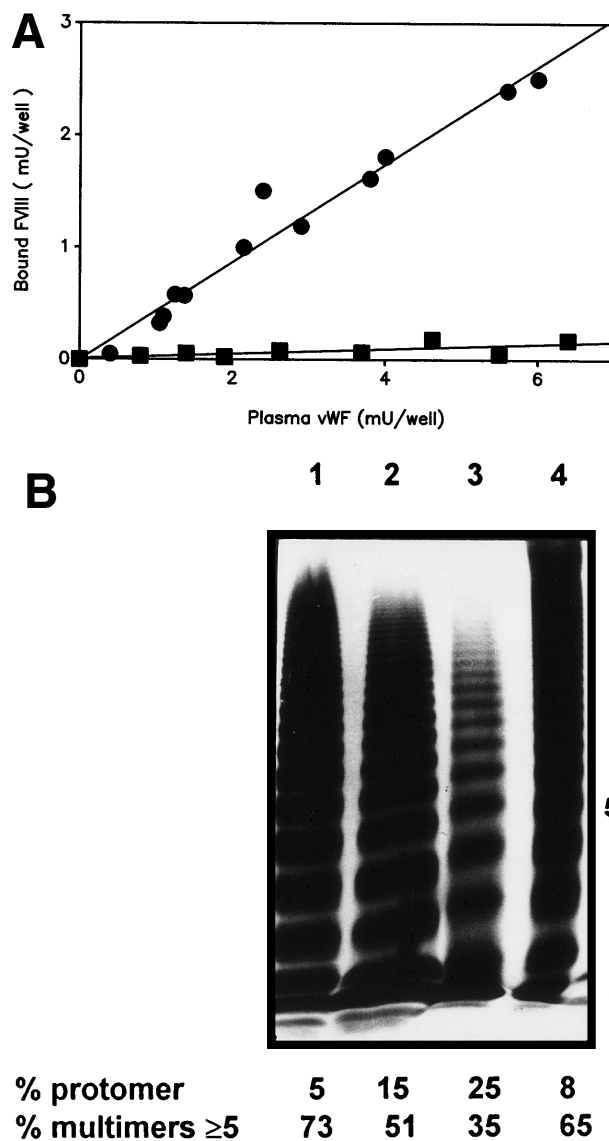 A
3
2
1
0
Bound FVIII ( mU/well )
0 2 4 6
Plasma vWF (mU/well)
B
1 2 3 4
5
% protomer 5 15 25 8
% multimers ≥5 73 51 35 65